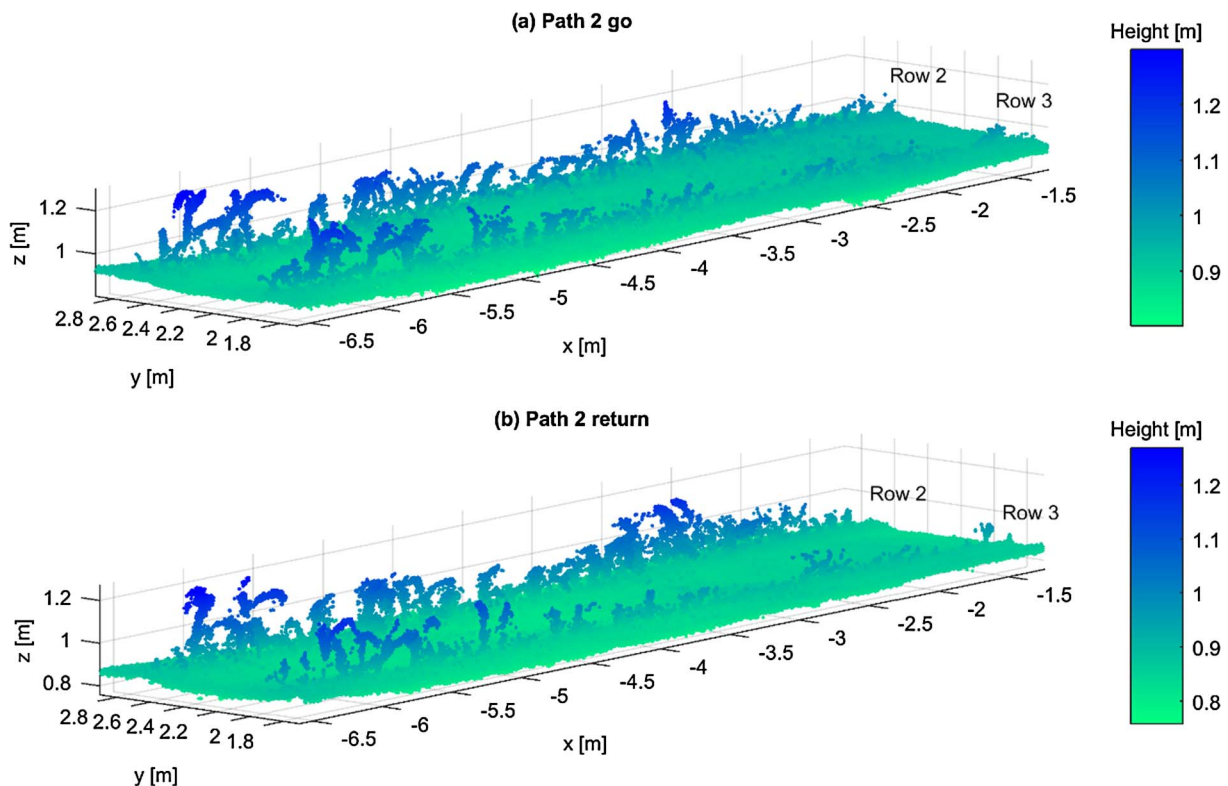 (a) Path 2 go
Height [m]
Row 2
Row 3
1.2
1.1
1
0.9
z [m]
1.2
1
2.8 2.6 2.4 2.2 2 1.8
y [m]
-6.5 -6 -5.5 -5 -4.5 -4 -3.5 -3 -2.5 -2 -1.5
x [m]
(b) Path 2 return
Height [m]
Row 2
Row 3
1.2
1.1
1
0.9
0.8
z [m]
1.2
1
0.8
2.8 2.6 2.4 2.2 2 1.8
y [m]
-6.5 -6 -5.5 -5 -4.5 -4 -3.5 -3 -2.5 -2 -1.5
x [m]